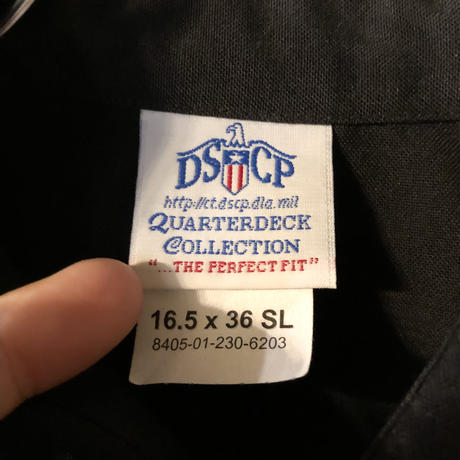 DSCP
http://ct.dscp.dla.mil
QUARTERDECK
COLLECTION
"...THE PERFECT FIT"
16.5 x 36 SL
8405-01-230-6203